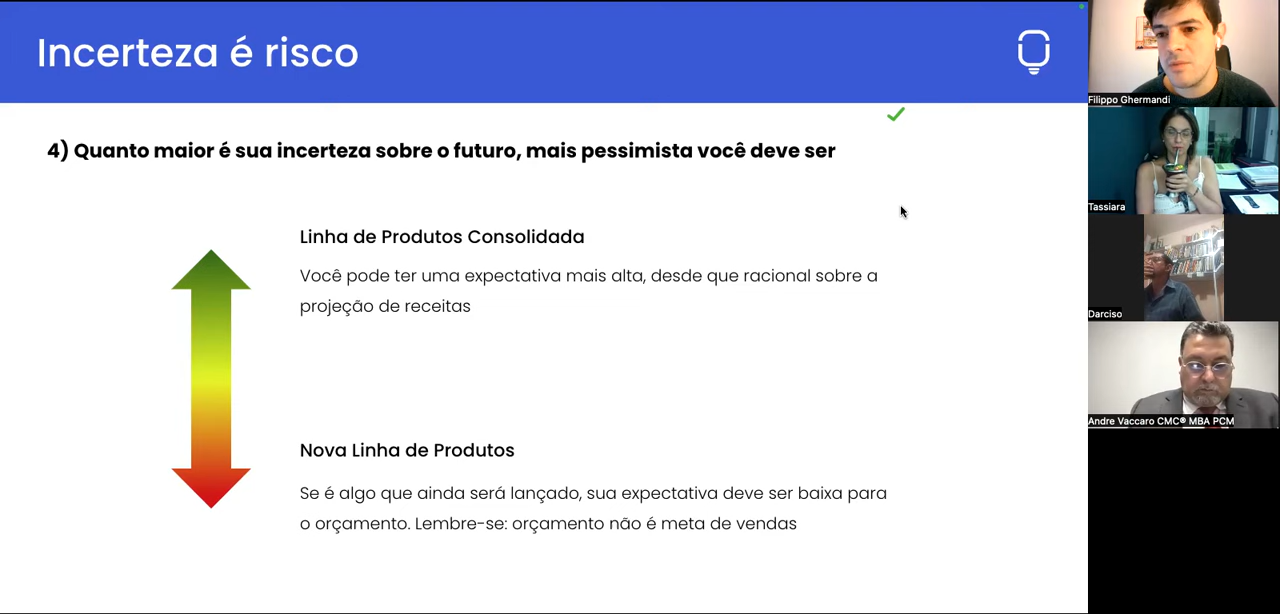 Incerteza é risco
4) Quanto maior é sua incerteza sobre o futuro, mais pessimista você deve ser
Linha de Produtos Consolidada
Você pode ter uma expectativa mais alta, desde que racional sobre a
projeção de receitas
Nova Linha de Produtos
Se é algo que ainda será lançado, sua expectativa deve ser baixa para
o orçamento. Lembre-se: orçamento não é meta de vendas
Filippo Ghermandi
Tassiara
Darciso
Andre Vaccaro CMC® MBA PCM